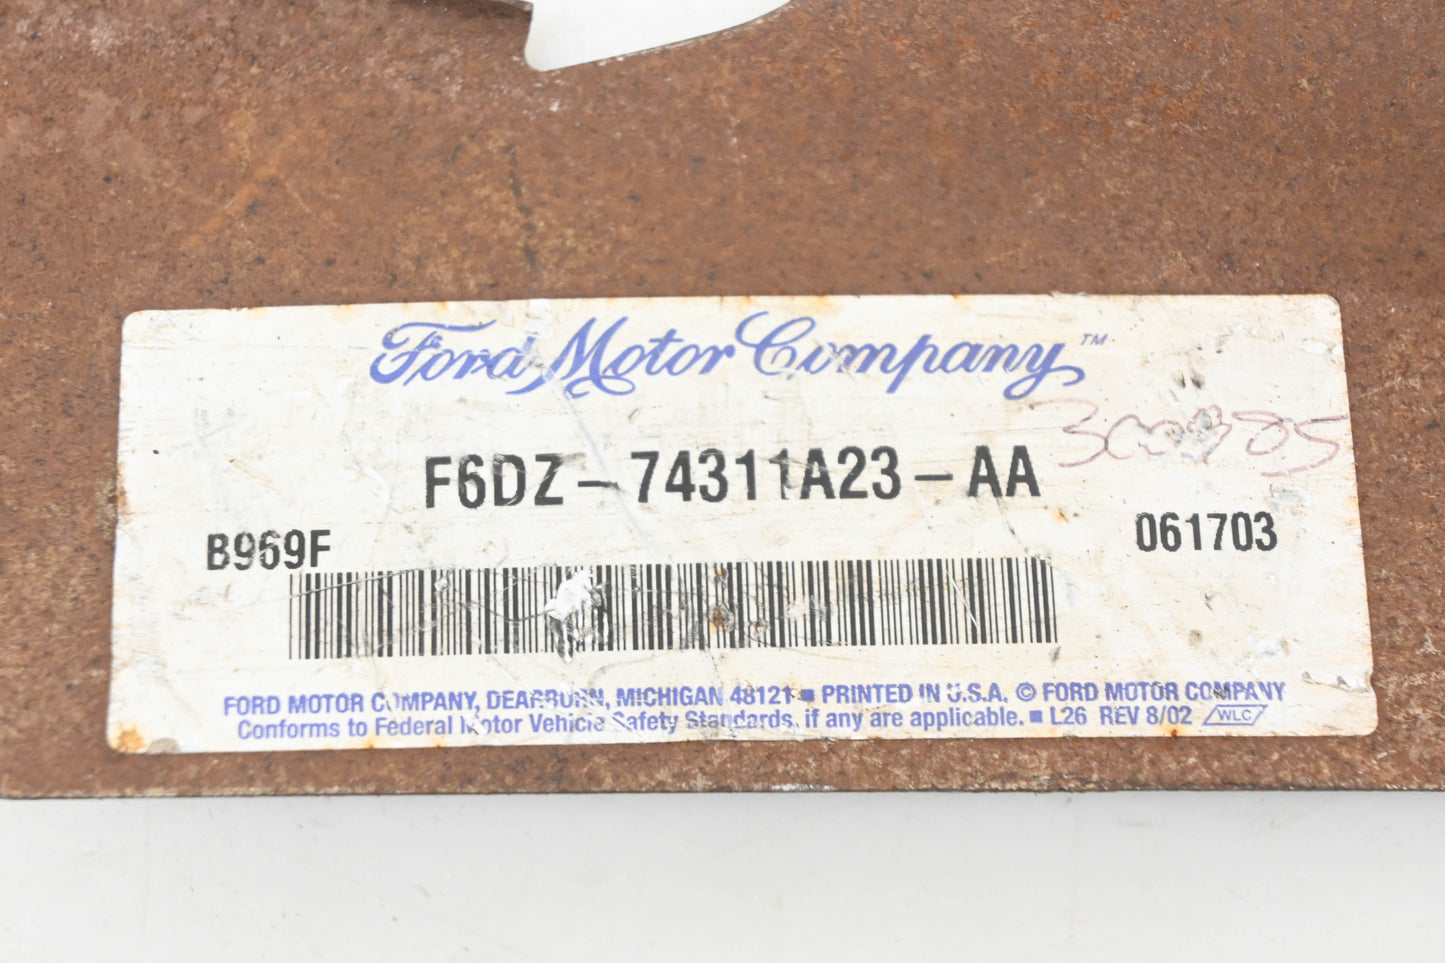 Ford Motor Company™
F6DZ-74311A23-AA
B969F
061703
FORD MOTOR COMPANY, DEARBORN, MICHIGAN 48121 ■ PRINTED IN U.S.A. © FORD MOTOR COMPANY
Conforms to Federal Motor Vehicle Safety Standards, if any are applicable. ■ L26 REV 8/02 WLC